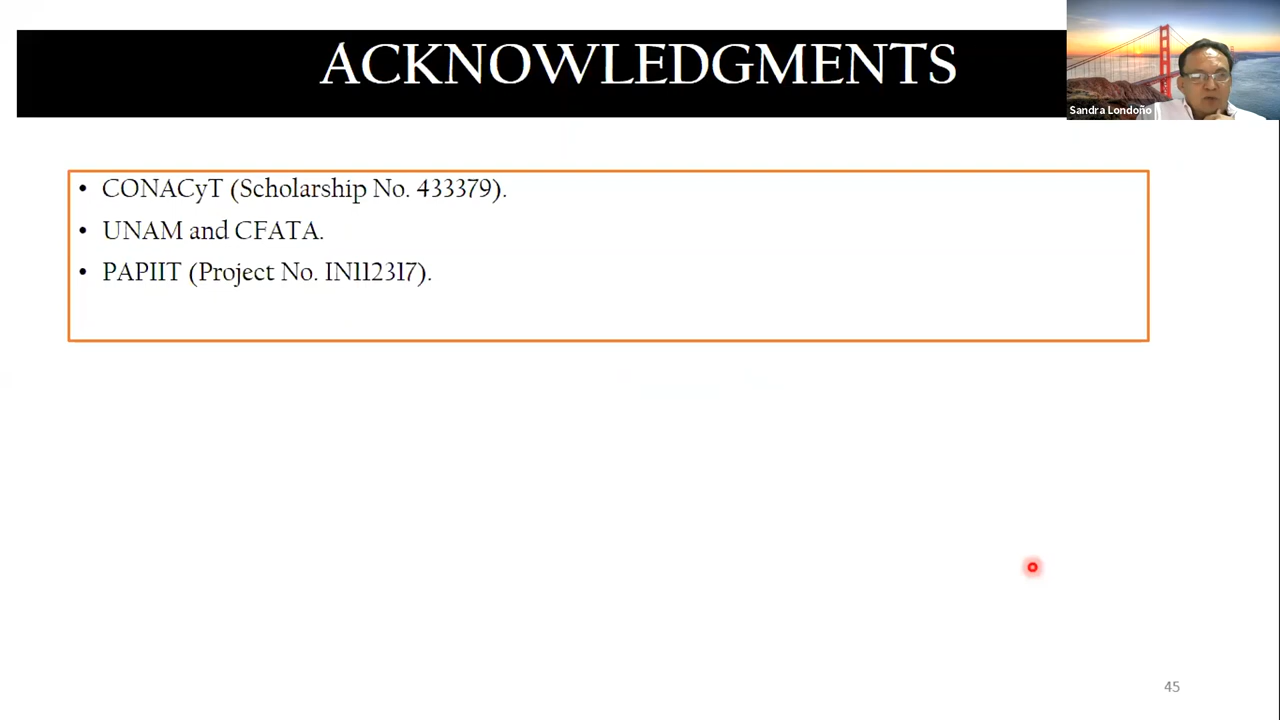 ACKNOWLEDGMENTS
Sandra Londoño
• CONACyT (Scholarship No. 433379).
• UNAM and CFATA.
• PAPIIT (Project No. IN112317).
45